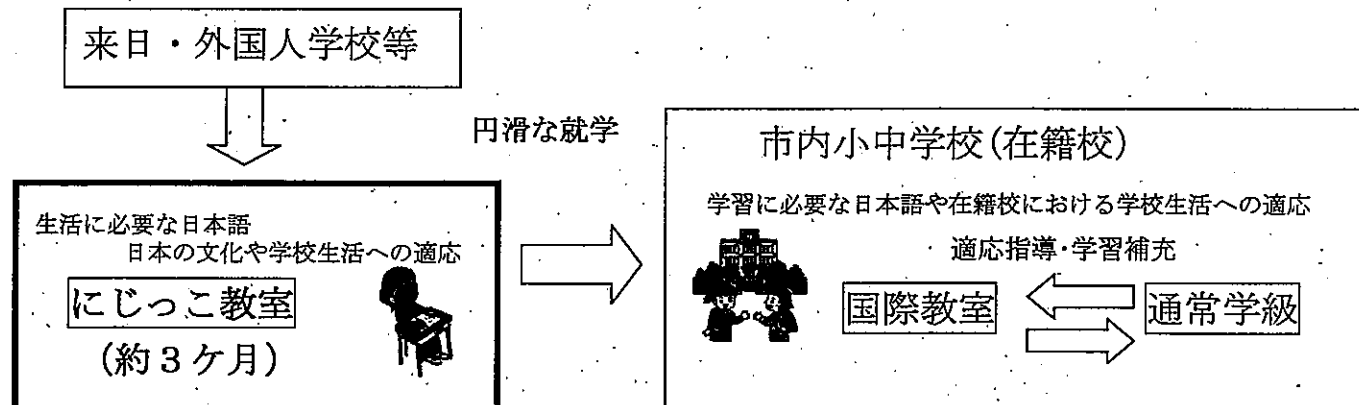 来日・外国人学校等
円滑な就学
生活に必要な日本語
日本の文化や学校生活への適応
にじっこ教室
(約3ケ月)
市内小中学校(在籍校)
学習に必要な日本語や在籍校における学校生活への適応
適応指導・学習補充
国際教室
通常学級